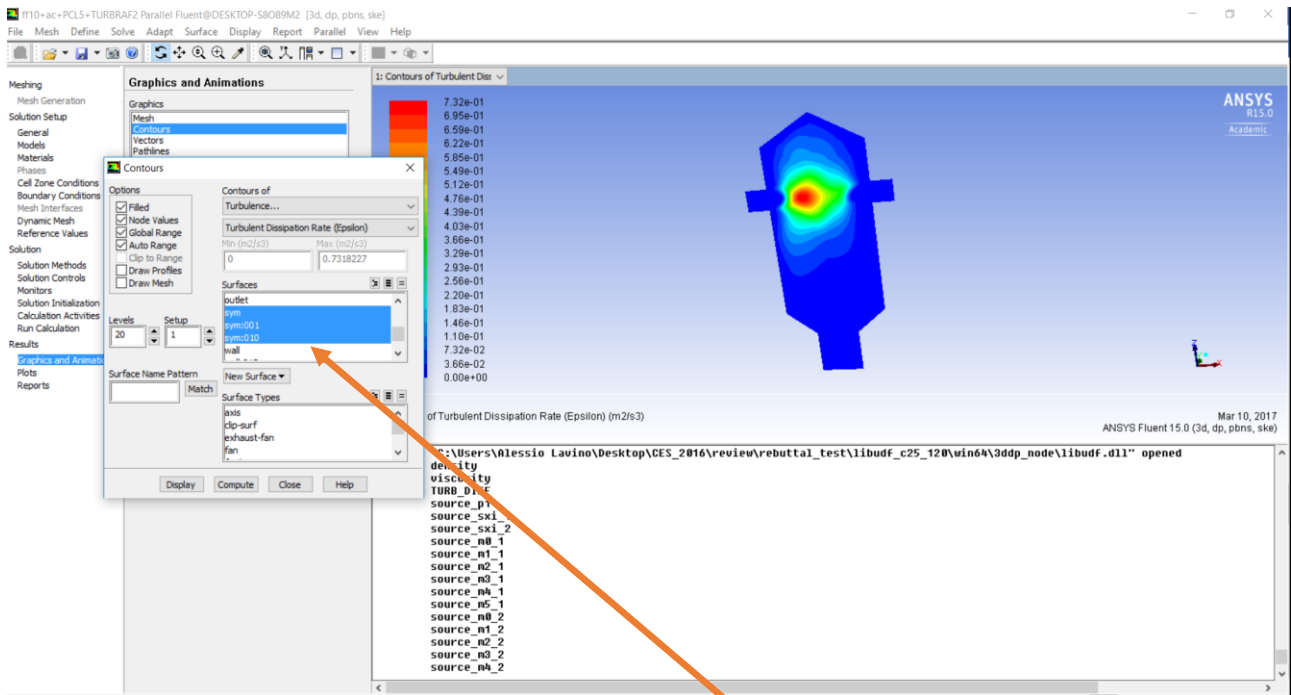 ff10+ac+PCL5+TURBRAF2 Parallel Fluent@DESKTOP-S8O89M2 [3d, dp, pbns, ske]
File Mesh Define Solve Adapt Surface Display Report Parallel View Help
Meshing
Mesh Generation
Solution Setup
General
Models
Materials
Phases
Cell Zone Conditions
Boundary Conditions
Mesh Interfaces
Dynamic Mesh
Reference Values
Solution
Solution Methods
Solution Controls
Monitors
Solution Initialization
Calculation Activities
Run Calculation
Results
Graphics and Animatio
Plots
Reports
Graphics and Animations
Graphics
Mesh
Contours
Vectors
Pathlines
Contours
Options
Filled
Node Values
Global Range
Auto Range
Clip to Range
Draw Profiles
Draw Mesh
Levels
20
Setup
1
Surface Name Pattern
Match
Contours of
Turbulence...
Turbulent Dissipation Rate (Epsilon)
Min (m2/s3)
Max (m2/s3)
0
0.7318227
Surfaces
outlet
sym
sym:001
sym:010
wall
New Surface
Surface Types
axis
clip-surf
exhaust-fan
fan
Display
Compute
Close
Help
1: Contours of Turbulent Diss
7.32e-01
6.95e-01
6.59e-01
6.22e-01
5.85e-01
5.49e-01
5.12e-01
4.76e-01
4.39e-01
4.03e-01
3.66e-01
3.29e-01
2.93e-01
2.56e-01
2.20e-01
1.83e-01
1.46e-01
1.10e-01
7.32e-02
3.66e-02
0.00e+00
ANSYS
R15.0
Academic
Z
of Turbulent Dissipation Rate (Epsilon) (m2/s3)
Mar 10, 2017
ANSYS Fluent 15.0 (3d, dp, pbns, ske)
"C:\Users\Alessio Lavino\Desktop\CES_2016\review\rebuttal_test\libudf_c25_120\win64\3ddp_node\libudf.dll" opened
density
viscosity
TURB_DIFF
source_sxi_2
source_m0_1
source_m1_1
source_m2_1
source_m3_1
source_m4_1
source_m5_1
source_m0_2
source_m1_2
source_m2_2
source_m3_2
source_m4_2